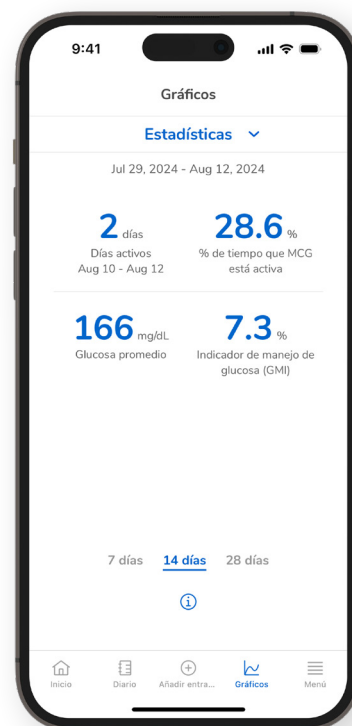 9:41
Gráficos
Estadísticas
Jul 29, 2024 - Aug 12, 2024
2 días
Días activos
Aug 10 - Aug 12
28.6 %
% de tiempo que MCG
está activa
166 mg/dL
Glucosa promedio
7.3 %
Indicador de manejo de
glucosa (GMI)
7 días 14 días 28 días
Inicio Diario Añadir entra... Gráficos Menú